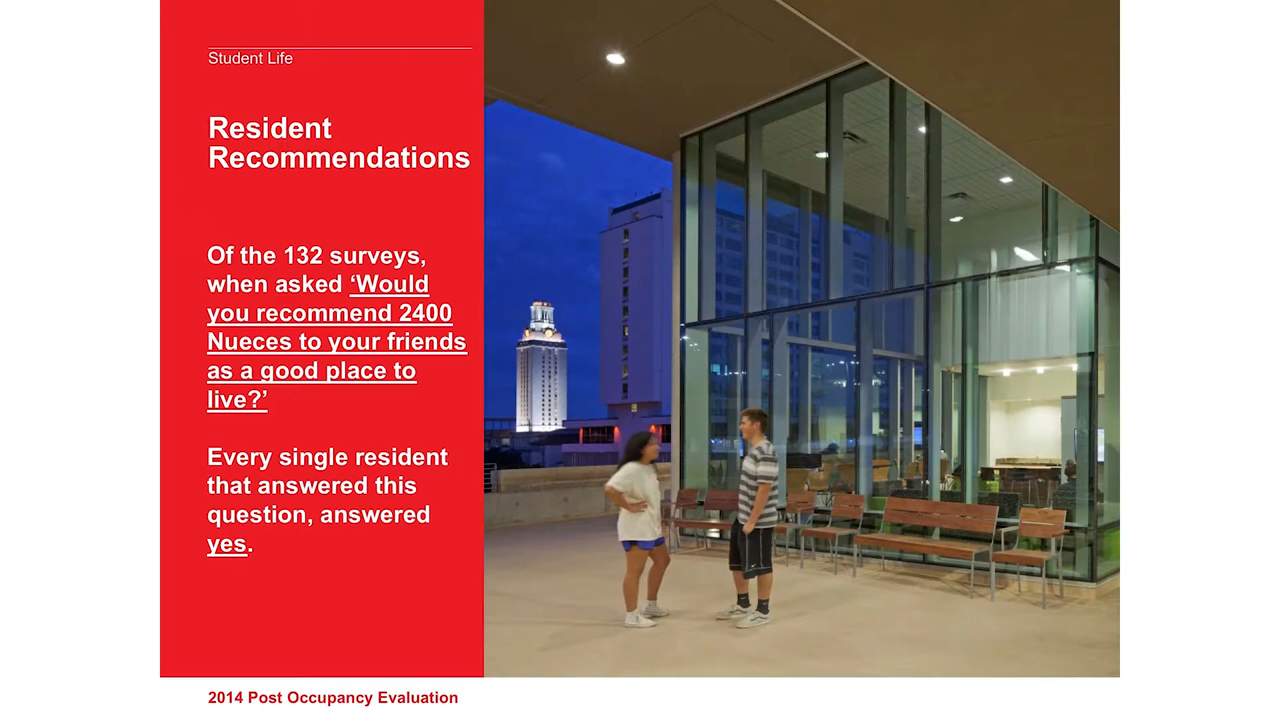 Student Life
Resident
Recommendations
Of the 132 surveys,
when asked ‘Would
you recommend 2400
Nueces to your friends
as a good place to
live?’
Every single resident
that answered this
question, answered
yes.
2014 Post Occupancy Evaluation